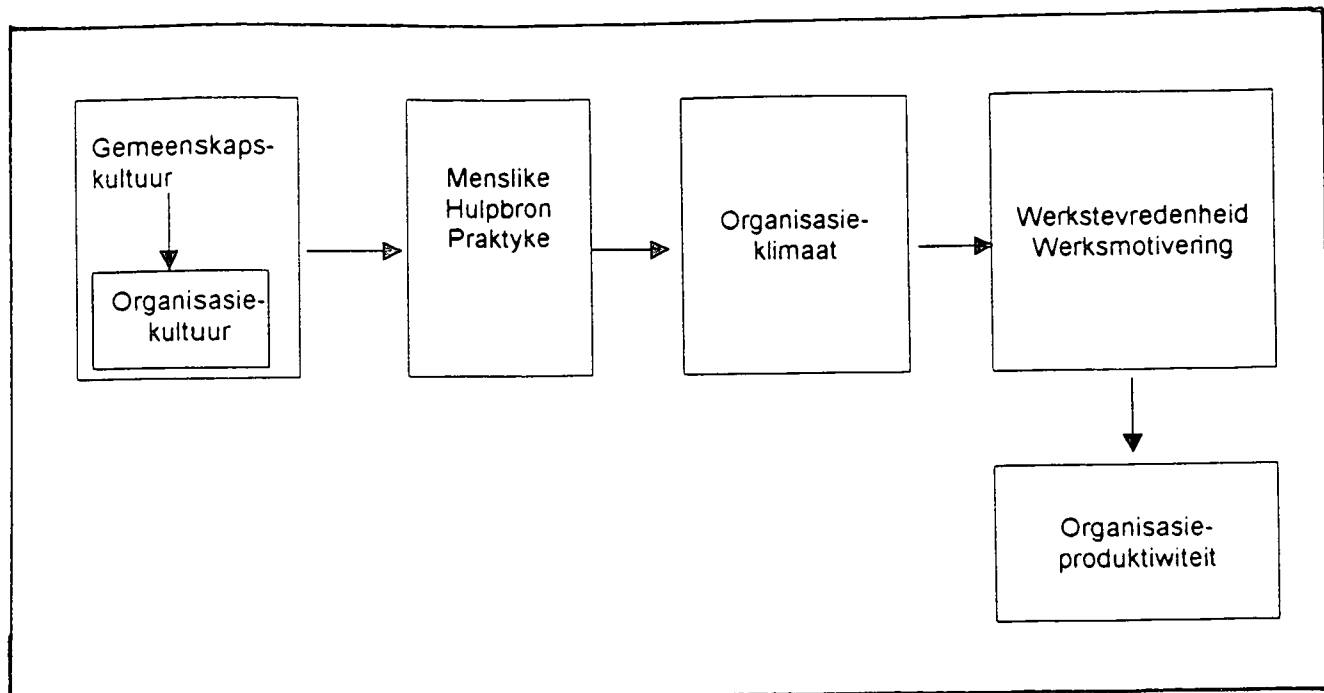 Gemeenskaps-
kultuur
Organisasie-
kultuur
Menslike
Hulpbron
Praktyke
Organisasie-
klimaat
Werkstevredenheid
Werksmotivering
Organisasie-
produktiwiteit